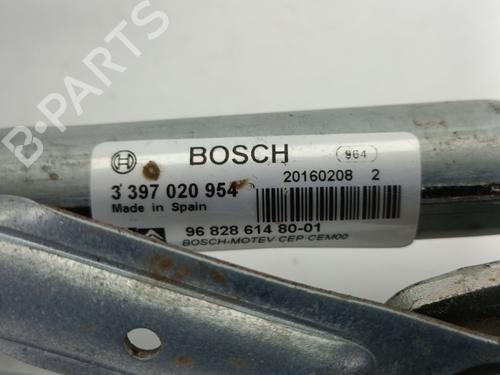 BOSCH
964
3 397 020 954
20160208 2
Made in Spain
96 828 614 80-01
BOSCH-MOTEV-CEP-CEM00
B-PARTS